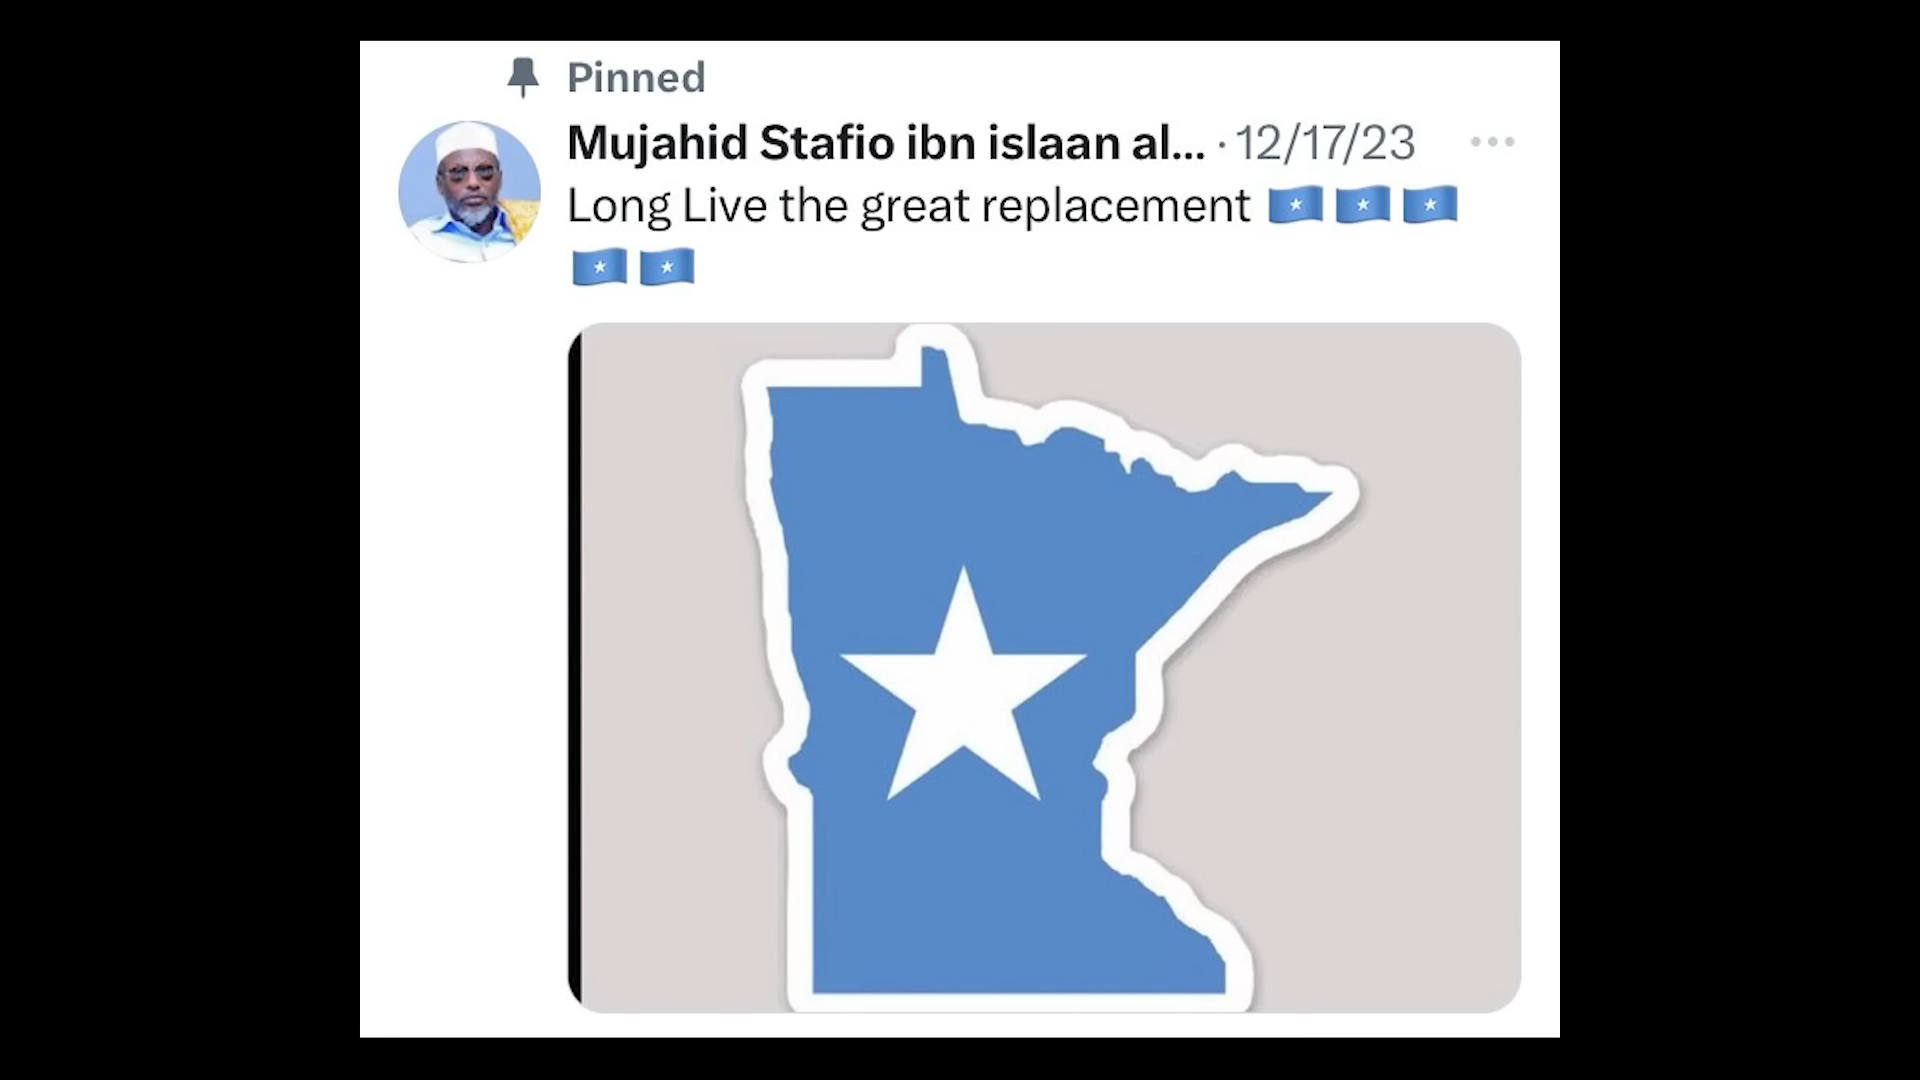 Pinned
Mujahid Stafio ibn islaan al... · 12/17/23
Long Live the great replacement 🇸🇴 🇸🇴 🇸🇴
🇸🇴 🇸🇴